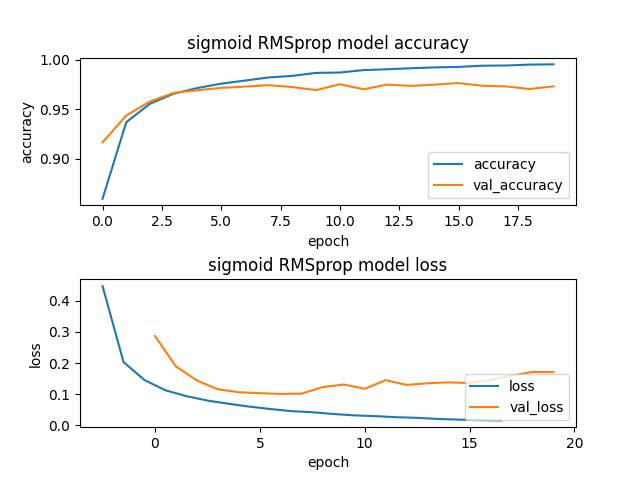 sigmoid RMSprop model accuracy
1.00
0.95
0.90
accuracy
accuracy
val_accuracy
0.0 2.5 5.0 7.5 10.0 12.5 15.0 17.5
epoch
sigmoid RMSprop model loss
0.4
0.3
0.2
0.1
0.0
loss
loss
val_loss
0 5 10 15 20
epoch